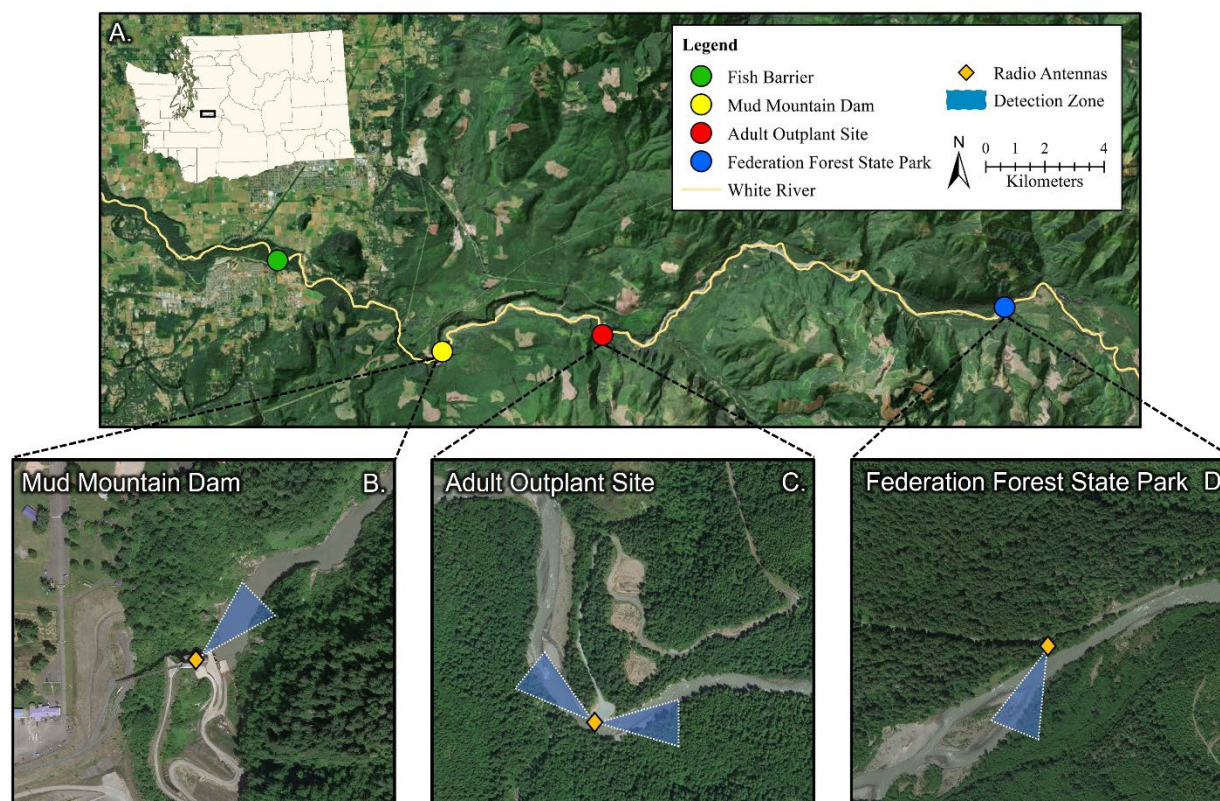 A.
Legend
Fish Barrier
Mud Mountain Dam
Adult Outplant Site
Federation Forest State Park
White River
Radio Antennas
Detection Zone
N
0 1 2 4
Kilometers
Mud Mountain Dam B.
Adult Outplant Site C.
Federation Forest State Park D